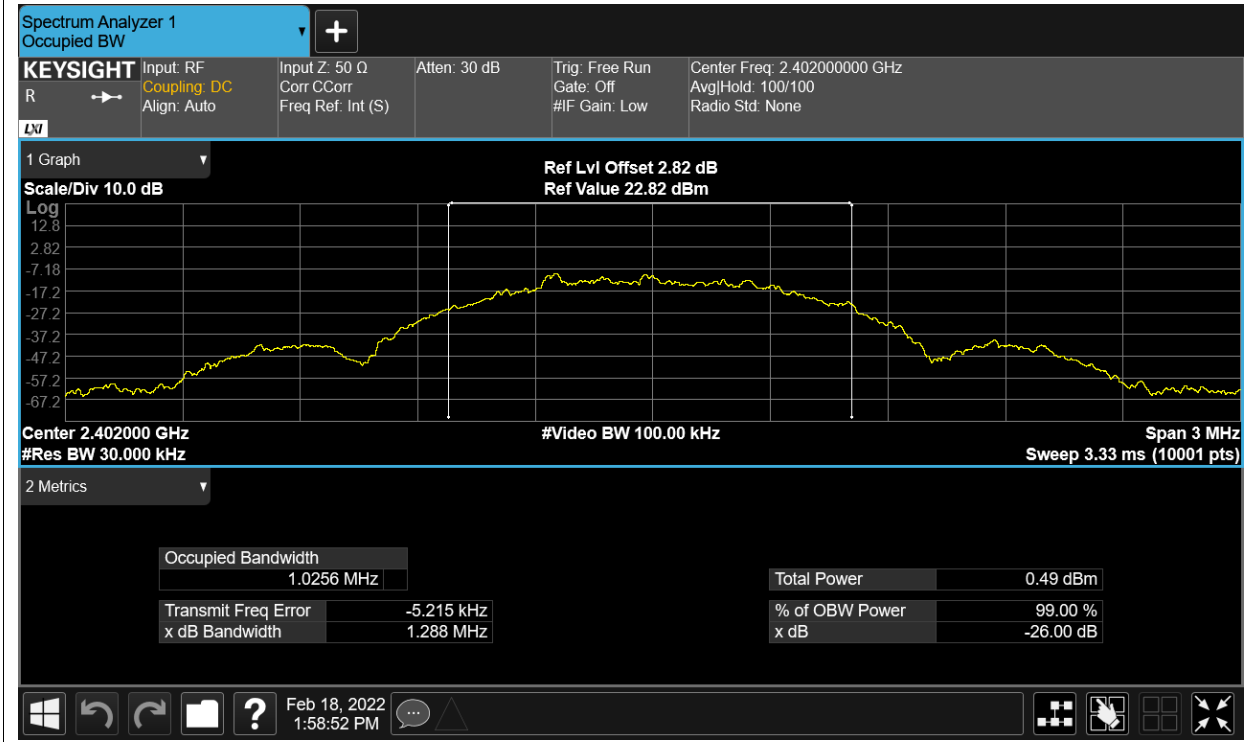 Spectrum Analyzer 1
Occupied BW
KEYSIGHT
R
LXI
Input: RF
Coupling: DC
Align: Auto
Input Z: 50 Ω
Corr CCorr
Freq Ref: Int (S)
Atten: 30 dB
Trig: Free Run
Gate: Off
#IF Gain: Low
Center Freq: 2.402000000 GHz
Avg|Hold: 100/100
Radio Std: None
1 Graph
Scale/Div 10.0 dB
Ref Lvl Offset 2.82 dB
Ref Value 22.82 dBm
Log
12.8
2.82
-7.18
-17.2
-27.2
-37.2
-47.2
-57.2
-67.2
Center 2.402000 GHz
#Res BW 30.000 kHz
#Video BW 100.00 kHz
Span 3 MHz
Sweep 3.33 ms (10001 pts)
2 Metrics
Occupied Bandwidth
1.0256 MHz
Transmit Freq Error -5.215 kHz
x dB Bandwidth 1.288 MHz
Total Power 0.49 dBm
% of OBW Power 99.00 %
x dB -26.00 dB
?
Feb 18, 2022
1:58:52 PM